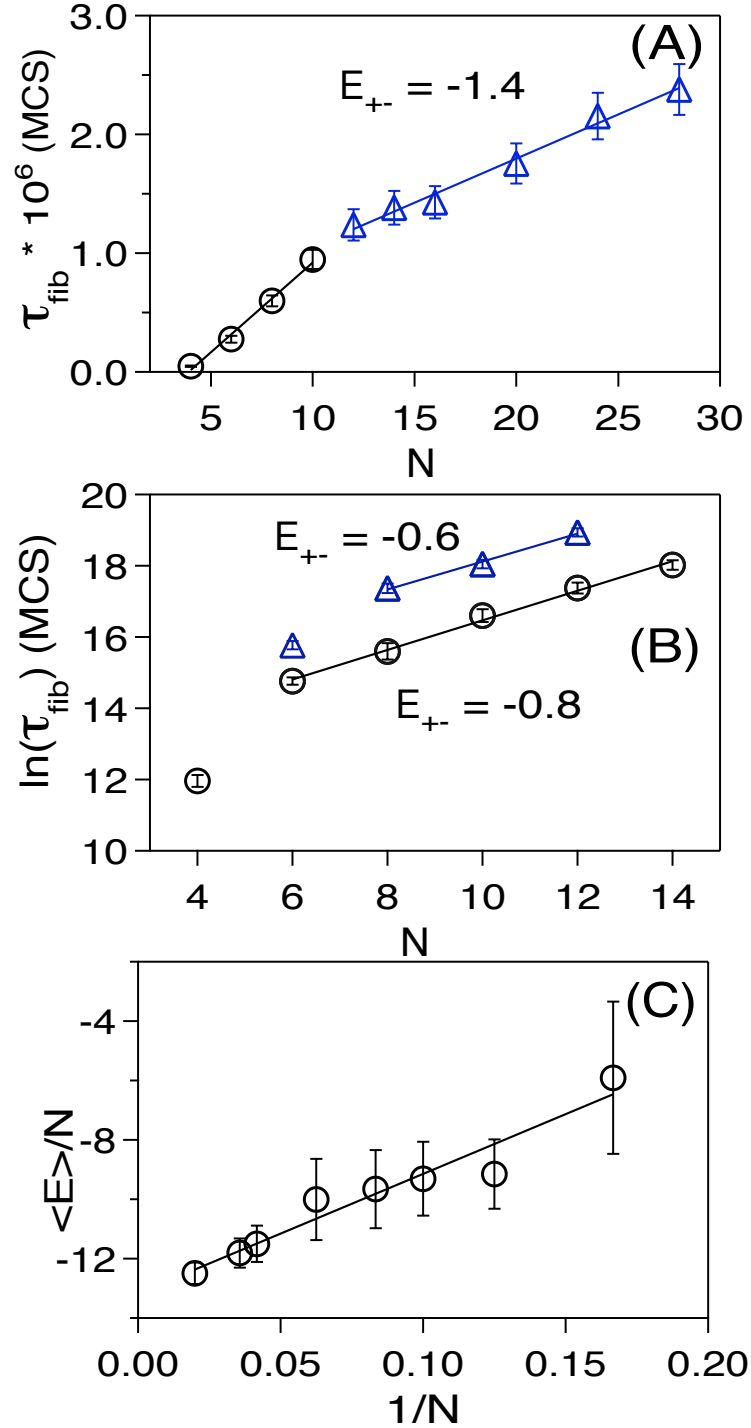 (A)
E+- = -1.4
τfib * 10^6 (MCS)
3.0
2.0
1.0
0.0
5 10 15 20 25 30
N
(B)
E+- = -0.6
E+- = -0.8
ln(τfib) (MCS)
20
18
16
14
12
10
4 6 8 10 12 14
N
(C)
<E>/N
-4
-8
-12
0.00 0.05 0.10 0.15 0.20
1/N